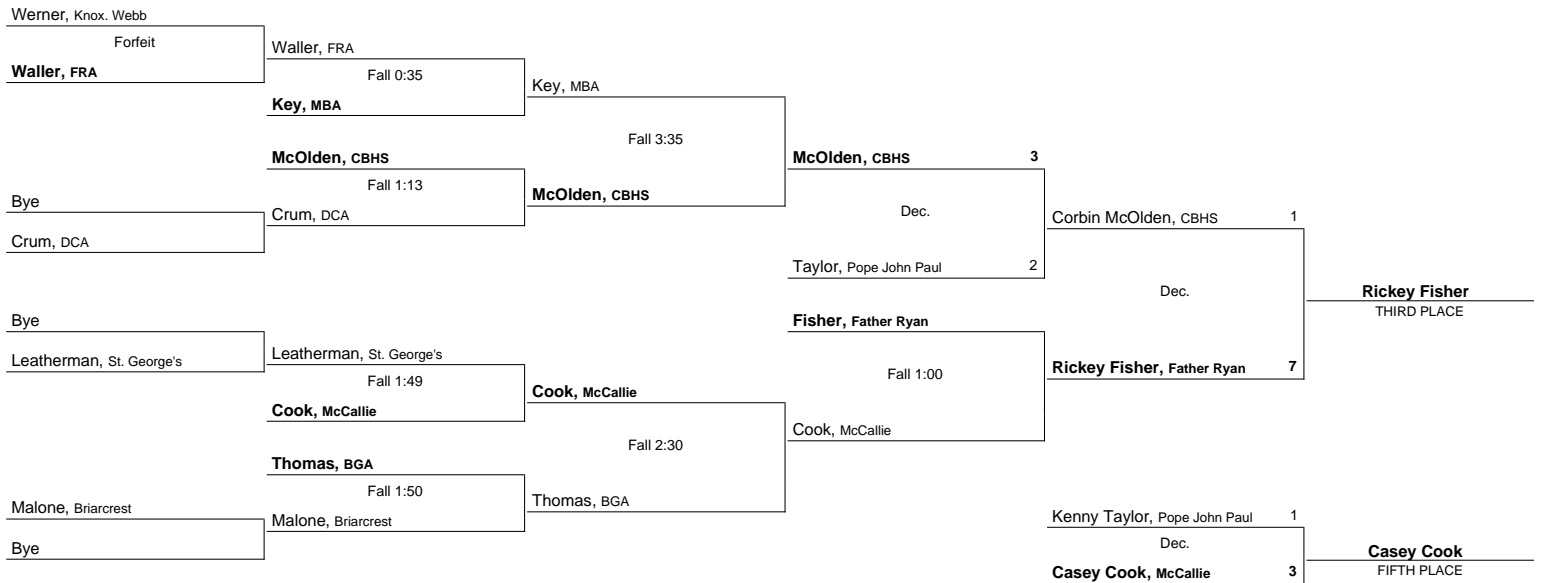 Werner, Knox. Webb
Forfeit
Waller, FRA
Waller, FRA
Fall 0:35
Key, MBA
Key, MBA
Fall 3:35
McOlden, CBHS
Fall 1:13
McOlden, CBHS
McOlden, CBHS 3
Bye
Crum, DCA
Crum, DCA
Dec.
Corbin McOlden, CBHS 1
Taylor, Pope John Paul 2
Dec.
Rickey Fisher
THIRD PLACE
Bye
Fisher, Father Ryan
Leatherman, St. George's
Leatherman, St. George's
Fall 1:49
Cook, McCallie
Cook, McCallie
Fall 1:00
Rickey Fisher, Father Ryan 7
Cook, McCallie
Fall 2:30
Thomas, BGA
Fall 1:50
Thomas, BGA
Malone, Briarcrest
Malone, Briarcrest
Bye
Kenny Taylor, Pope John Paul 1
Dec.
Casey Cook
FIFTH PLACE
Casey Cook, McCallie 3